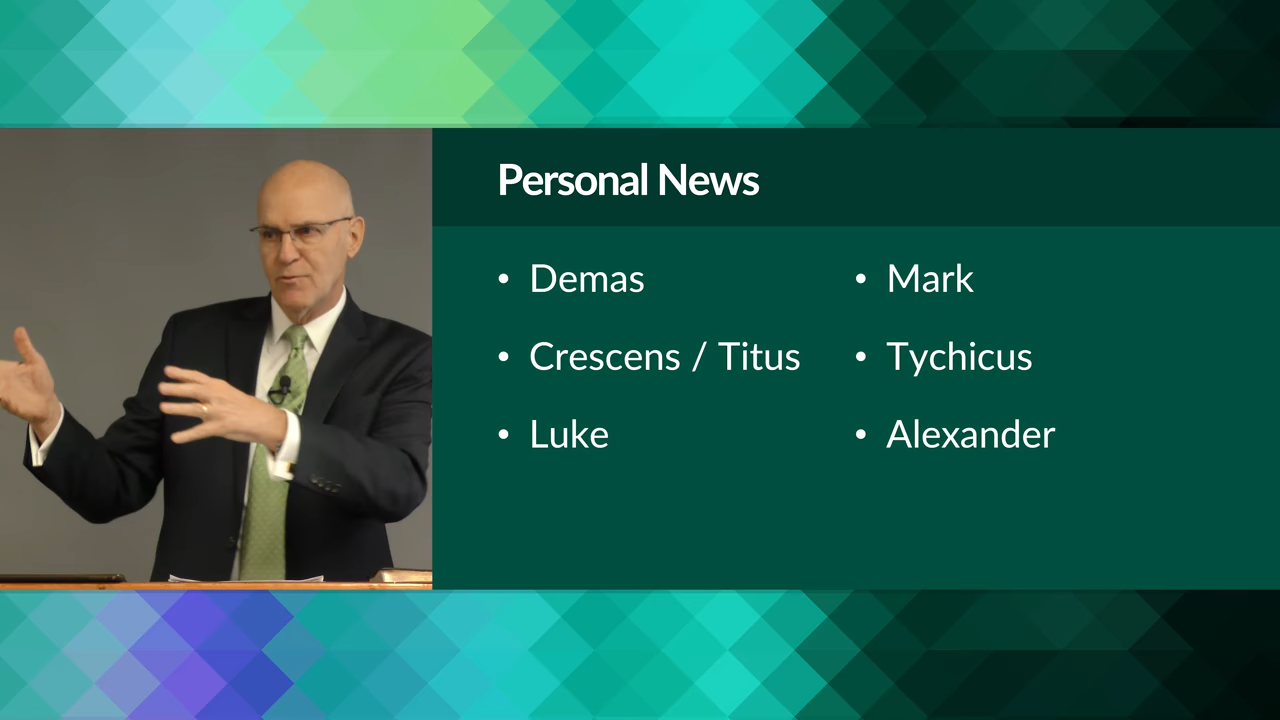 Personal News
• Demas
• Crescens / Titus
• Luke
• Mark
• Tychicus
• Alexander